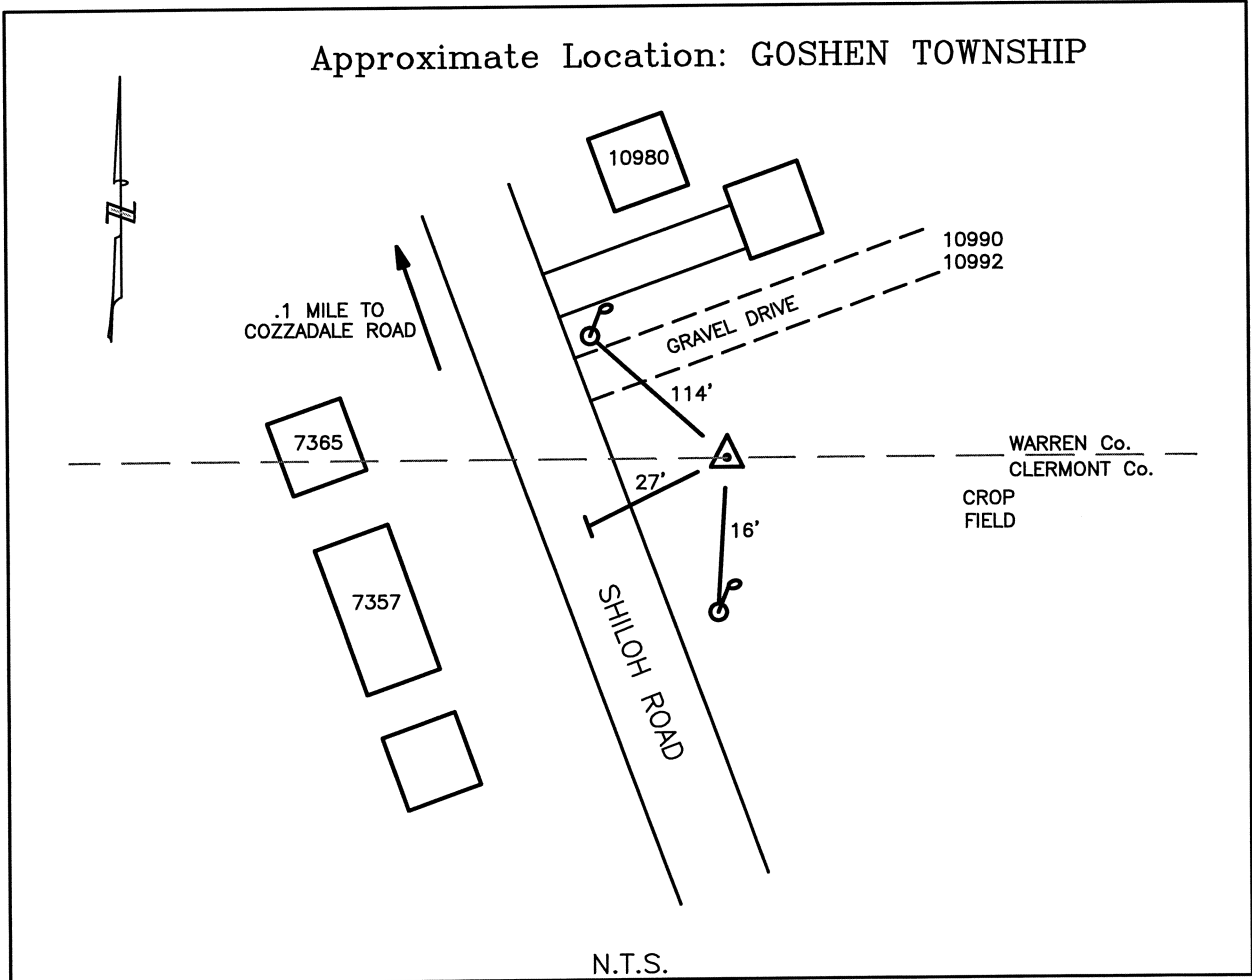 Approximate Location: GOSHEN TOWNSHIP
N
10980
10990
10992
GRAVEL DRIVE
.1 MILE TO
COZZADALE ROAD
114'
7365
WARREN Co.
CLERMONT Co.
27'
CROP
FIELD
16'
7357
SHILOH ROAD
N.T.S.